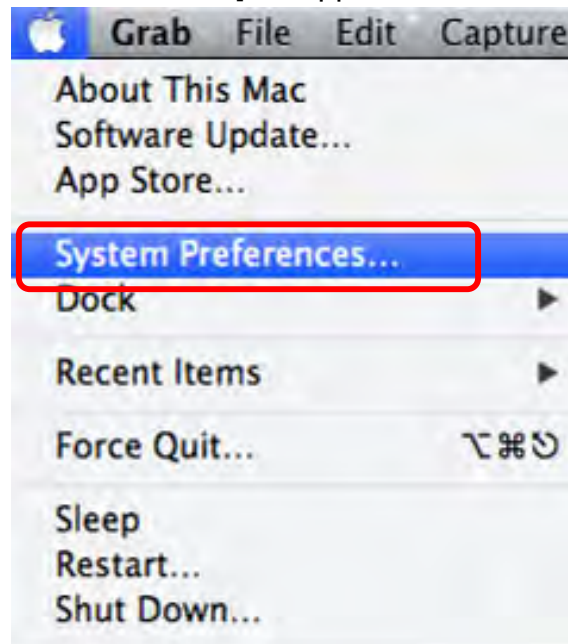 Grab File Edit Capture
About This Mac
Software Update...
App Store...
System Preferences...
Dock ▶
Recent Items ▶
Force Quit... ⌥⌘⎋
Sleep
Restart...
Shut Down...